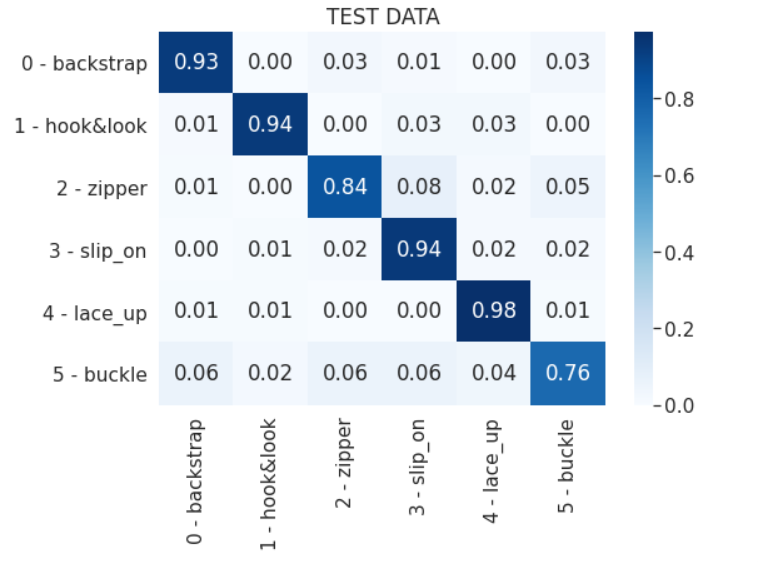 TEST DATA
0 - backstrap 0.93 0.00 0.03 0.01 0.00 0.03
1 - hook&look 0.01 0.94 0.00 0.03 0.03 0.00
2 - zipper 0.01 0.00 0.84 0.08 0.02 0.05
3 - slip_on 0.00 0.01 0.02 0.94 0.02 0.02
4 - lace_up 0.01 0.01 0.00 0.00 0.98 0.01
5 - buckle 0.06 0.02 0.06 0.06 0.04 0.76
0 - backstrap
1 - hook&look
2 - zipper
3 - slip_on
4 - lace_up
5 - buckle
0.8
0.6
0.4
0.2
0.0